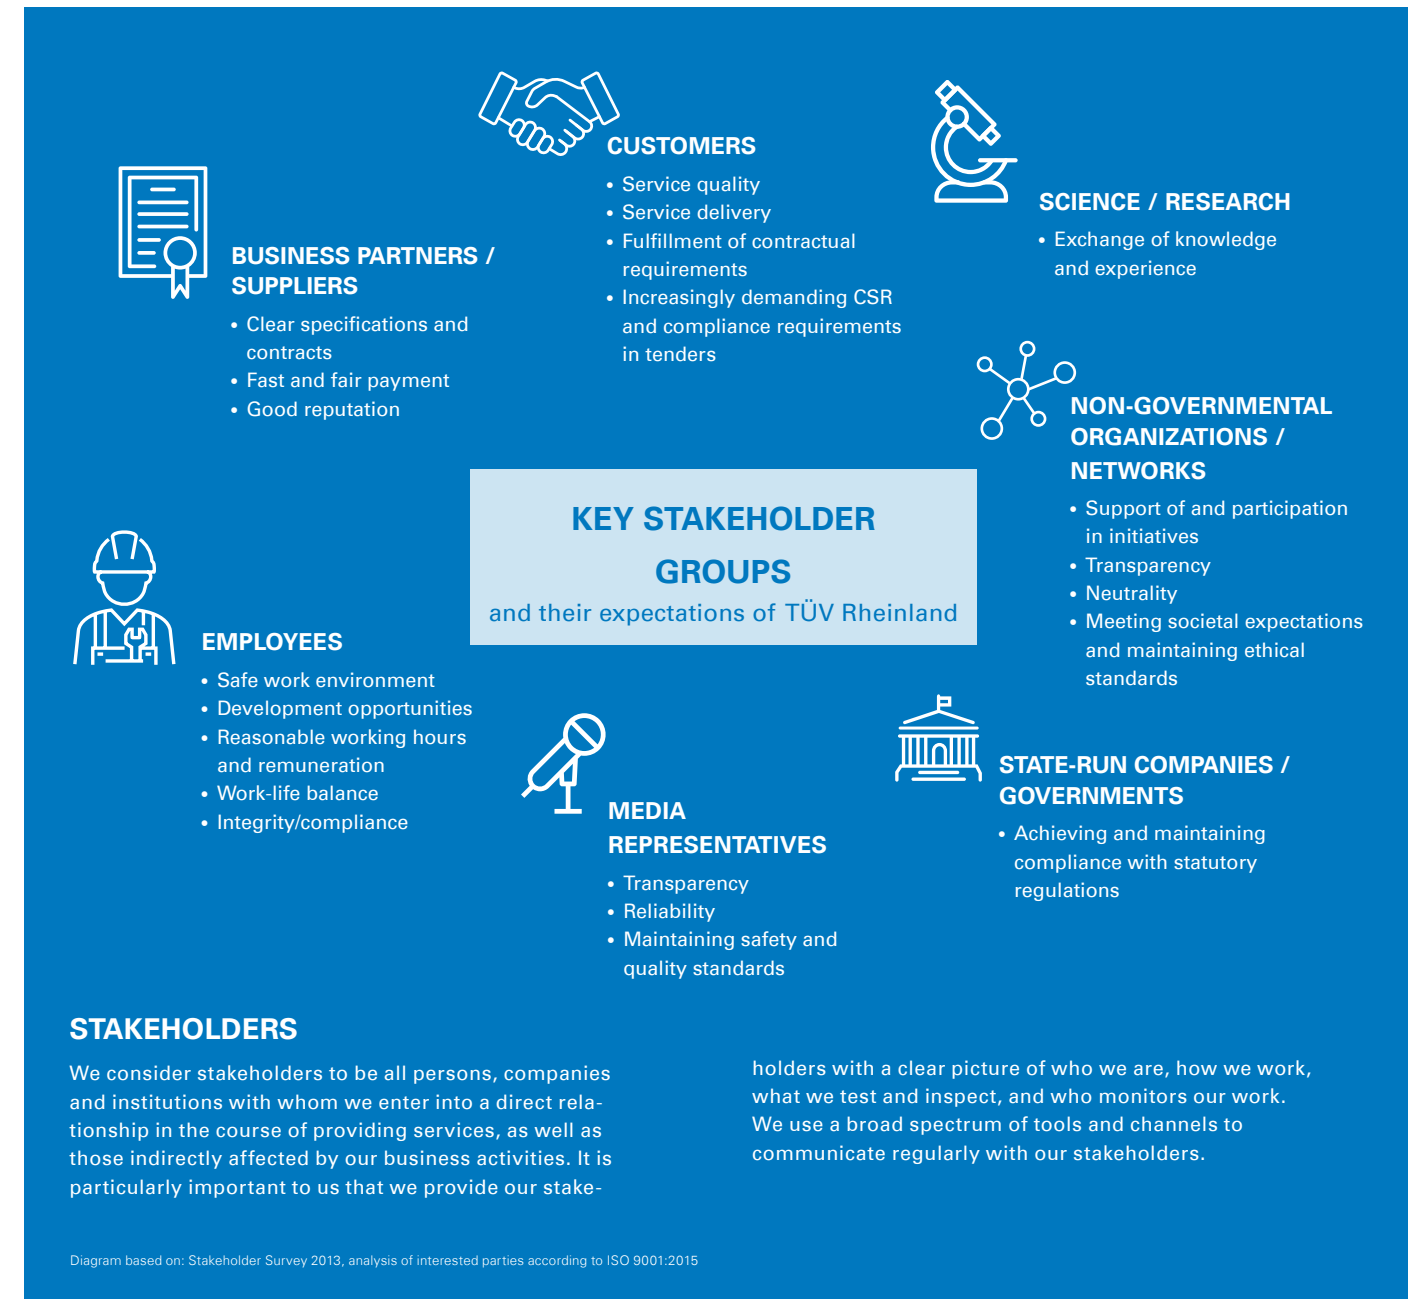 CUSTOMERS
• Service quality
• Service delivery
• Fulfillment of contractual
requirements
• Increasingly demanding CSR
and compliance requirements
in tenders
SCIENCE / RESEARCH
• Exchange of knowledge
and experience
BUSINESS PARTNERS /
SUPPLIERS
• Clear specifications and
contracts
• Fast and fair payment
• Good reputation
NON-GOVERNMENTAL
ORGANIZATIONS /
NETWORKS
• Support of and participation
in initiatives
• Transparency
• Neutrality
• Meeting societal expectations
and maintaining ethical
standards
KEY STAKEHOLDER
GROUPS
and their expectations of TÜV Rheinland
EMPLOYEES
• Safe work environment
• Development opportunities
• Reasonable working hours
and remuneration
• Work-life balance
• Integrity/compliance
MEDIA
REPRESENTATIVES
• Transparency
• Reliability
• Maintaining safety and
quality standards
STATE-RUN COMPANIES /
GOVERNMENTS
• Achieving and maintaining
compliance with statutory
regulations
STAKEHOLDERS
We consider stakeholders to be all persons, companies
and institutions with whom we enter into a direct rela-
tionship in the course of providing services, as well as
those indirectly affected by our business activities. It is
particularly important to us that we provide our stake-
holders with a clear picture of who we are, how we work,
what we test and inspect, and who monitors our work.
We use a broad spectrum of tools and channels to
communicate regularly with our stakeholders.
Diagram based on: Stakeholder Survey 2013, analysis of interested parties according to ISO 9001:2015